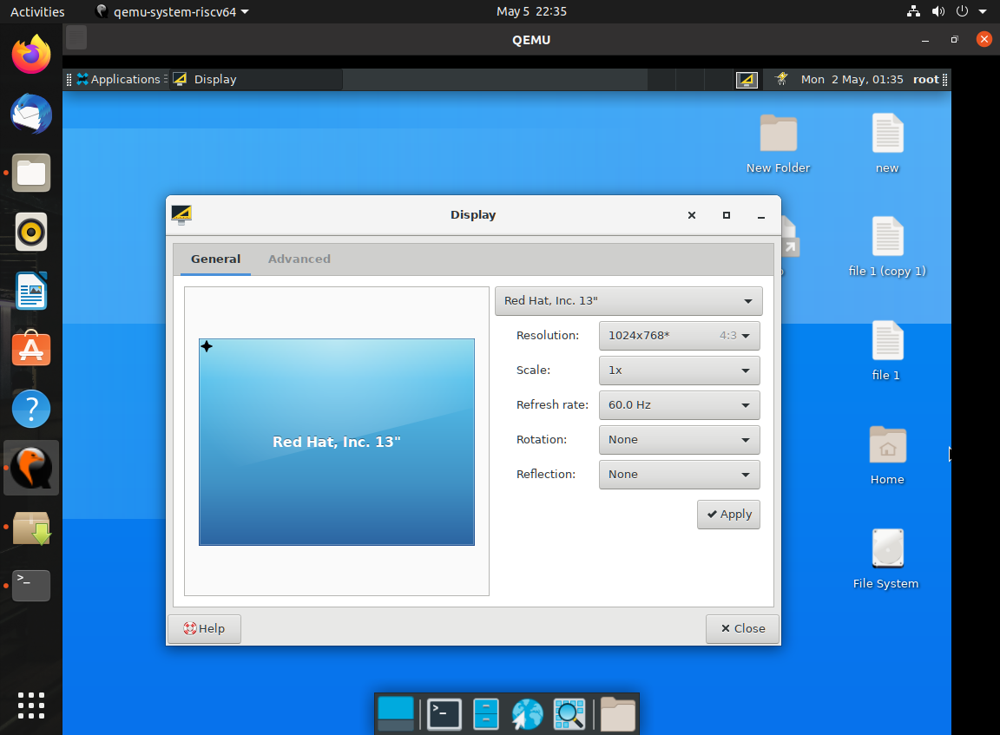 Activities
qemu-system-riscv64
May 5 22:35
QEMU
Applications
Display
Mon 2 May, 01:35
root
New Folder
new
Display
General
Advanced
file 1 (copy 1)
Red Hat, Inc. 13"
Resolution:
1024x768*
4:3
Scale:
1x
file 1
Refresh rate:
60.0 Hz
Red Hat, Inc. 13"
Rotation:
None
Reflection:
None
Home
Apply
File System
Help
Close